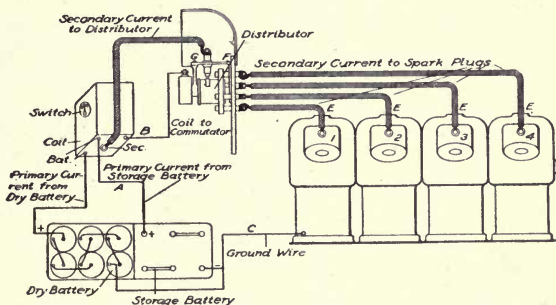 Secondary Current
to Distributor
Distributor
G
F
Secondary Current to Spark Plugs
Switch
Coil
Bat.
Sec.
B
Coil to
Commutator
E
E
E
E
1
2
3
4
Primary Cur-
rent from
Dry Battery
A
Primary Current from
Storage Battery
C
Ground Wire
+
+
-
Dry Battery
Storage Battery